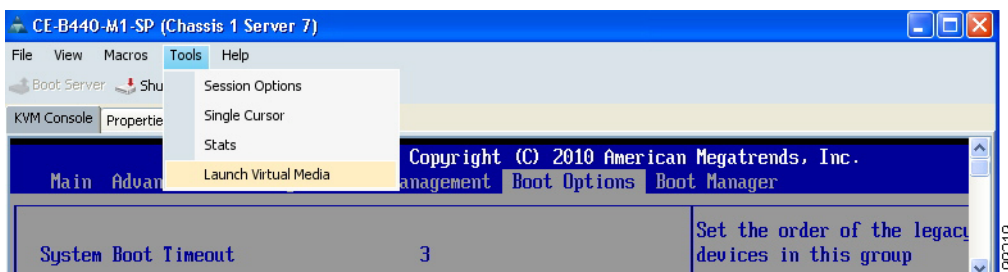 CE-B440-M1-SP (Chassis 1 Server 7)
File View Macros Tools Help
Boot Server Shu
Session Options
KVM Console Propertie
Single Cursor
Stats
Launch Virtual Media
Copyright (C) 2010 American Megatrends, Inc.
Main Advan anagement Boot Options Boot Manager
System Boot Timeout 3
Set the order of the legacy
devices in this group